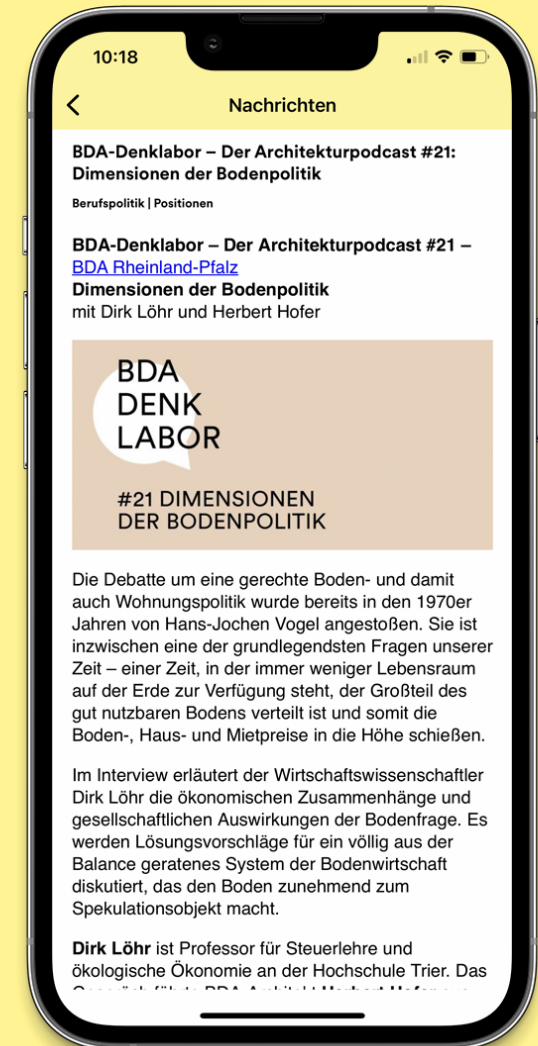 10:18
Nachrichten
BDA-Denklabor – Der Architekturpodcast #21:
Dimensionen der Bodenpolitik
Berufspolitik | Positionen
BDA-Denklabor – Der Architekturpodcast #21 –
BDA Rheinland-Pfalz
Dimensionen der Bodenpolitik
mit Dirk Löhr und Herbert Hofer
BDA
DENK
LABOR
#21 DIMENSIONEN
DER BODENPOLITIK
Die Debatte um eine gerechte Boden- und damit
auch Wohnungspolitik wurde bereits in den 1970er
Jahren von Hans-Jochen Vogel angestoßen. Sie ist
inzwischen eine der grundlegendsten Fragen unserer
Zeit – einer Zeit, in der immer weniger Lebensraum
auf der Erde zur Verfügung steht, der Großteil des
gut nutzbaren Bodens verteilt ist und somit die
Boden-, Haus- und Mietpreise in die Höhe schießen.
Im Interview erläutert der Wirtschaftswissenschaftler
Dirk Löhr die ökonomischen Zusammenhänge und
gesellschaftlichen Auswirkungen der Bodenfrage. Es
werden Lösungsvorschläge für ein völlig aus der
Balance geratenes System der Bodenwirtschaft
diskutiert, das den Boden zunehmend zum
Spekulationsobjekt macht.
Dirk Löhr ist Professor für Steuerlehre und
ökologische Ökonomie an der Hochschule Trier. Das